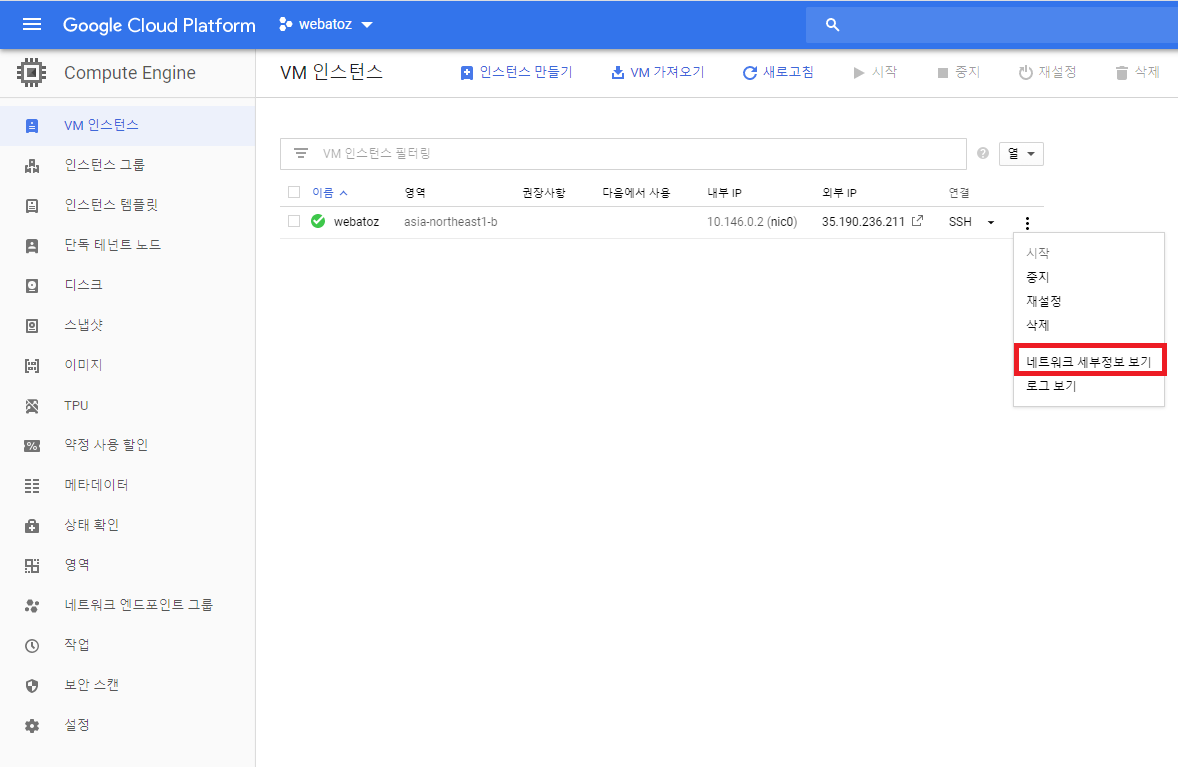 Google Cloud Platform webatoz
Compute Engine
VM 인스턴스 인스턴스 만들기 VM 가져오기 새로고침 시작 중지 재설정 삭제
VM 인스턴스
인스턴스 그룹
인스턴스 템플릿
단독 테넌트 노드
디스크
스냅샷
이미지
TPU
약정 사용 할인
메타데이터
상태 확인
영역
네트워크 엔드포인트 그룹
작업
보안 스캔
설정
VM 인스턴스 필터링 ? 열
이름 영역 권장사항 다음에서 사용 내부 IP 외부 IP 연결
webatoz asia-northeast1-b 10.146.0.2 (nic0) 35.190.236.211 SSH
시작
중지
재설정
삭제
네트워크 세부정보 보기
로그 보기